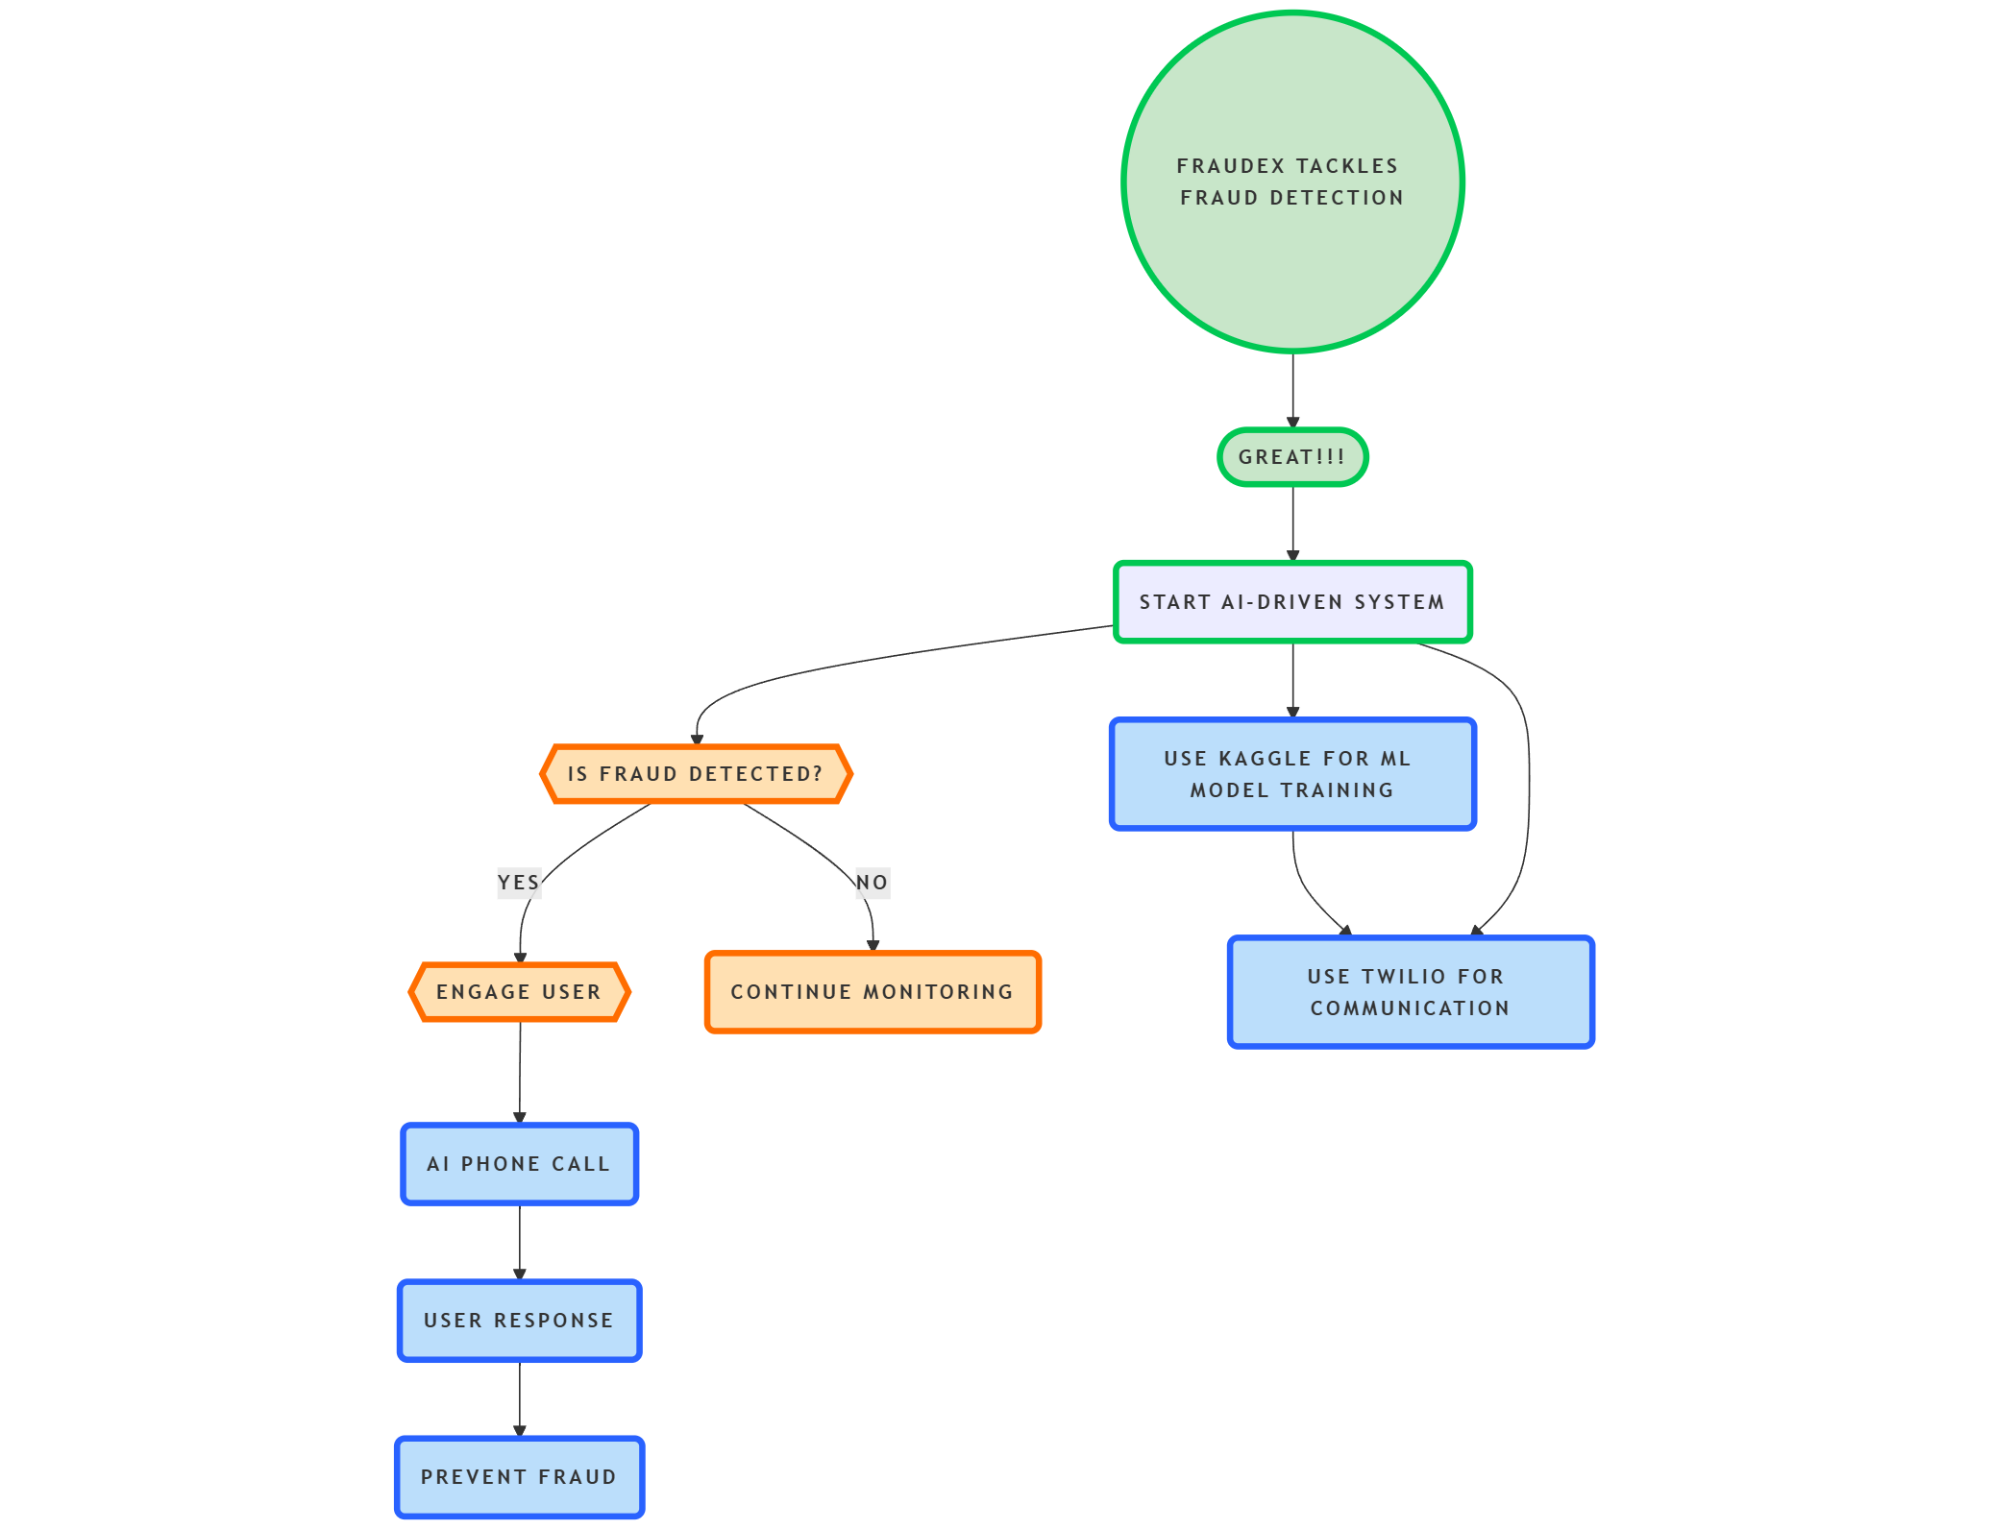 FRAUDEX TACKLES
FRAUD DETECTION
GREAT!!!
START AI-DRIVEN SYSTEM
IS FRAUD DETECTED?
USE KAGGLE FOR ML
MODEL TRAINING
YES
NO
ENGAGE USER
CONTINUE MONITORING
USE TWILIO FOR
COMMUNICATION
AI PHONE CALL
USER RESPONSE
PREVENT FRAUD